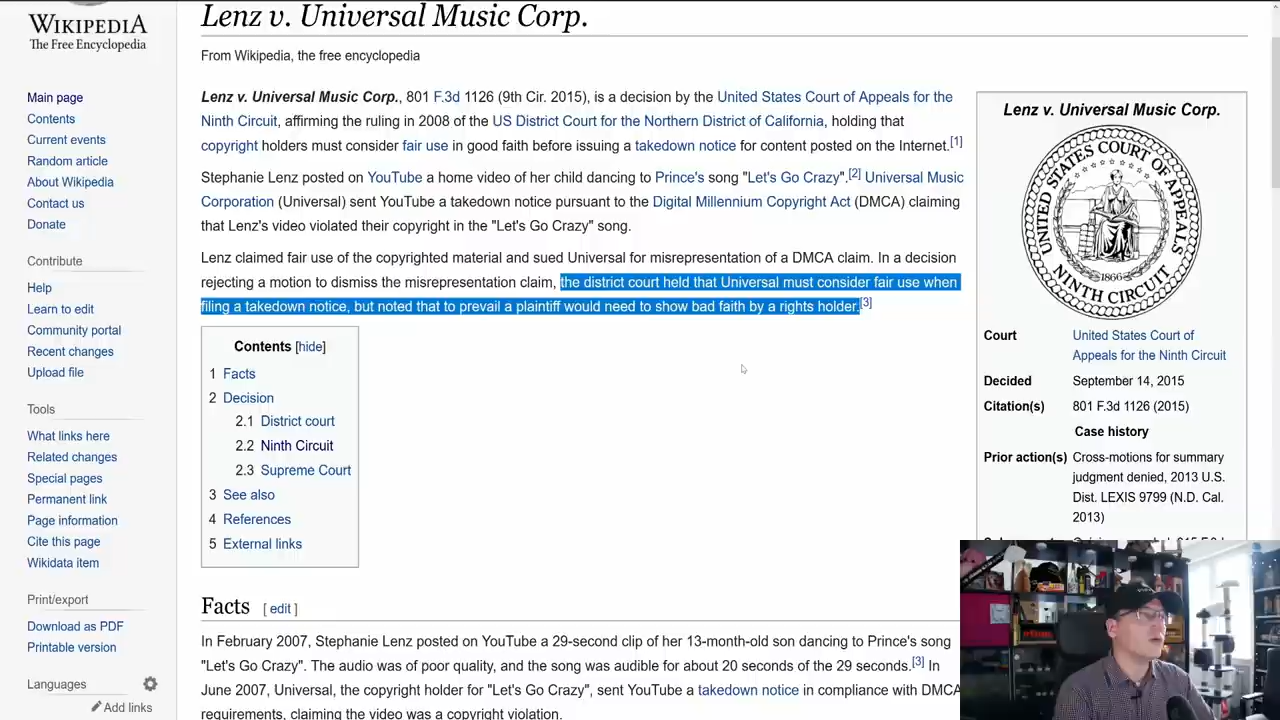 WIKIPEDIA
The Free Encyclopedia
Main page
Contents
Current events
Random article
About Wikipedia
Contact us
Donate
Contribute
Help
Learn to edit
Community portal
Recent changes
Upload file
Tools
What links here
Related changes
Special pages
Permanent link
Page information
Cite this page
Wikidata item
Print/export
Download as PDF
Printable version
Languages
Add links
Lenz v. Universal Music Corp.
From Wikipedia, the free encyclopedia
Lenz v. Universal Music Corp., 801 F.3d 1126 (9th Cir. 2015), is a decision by the United States Court of Appeals for the
Ninth Circuit, affirming the ruling in 2008 of the US District Court for the Northern District of California, holding that
copyright holders must consider fair use in good faith before issuing a takedown notice for content posted on the Internet.[1]
Stephanie Lenz posted on YouTube a home video of her child dancing to Prince's song "Let's Go Crazy".[2] Universal Music
Corporation (Universal) sent YouTube a takedown notice pursuant to the Digital Millennium Copyright Act (DMCA) claiming
that Lenz's video violated their copyright in the "Let's Go Crazy" song.
Lenz claimed fair use of the copyrighted material and sued Universal for misrepresentation of a DMCA claim. In a decision
rejecting a motion to dismiss the misrepresentation claim, the district court held that Universal must consider fair use when
filing a takedown notice, but noted that to prevail a plaintiff would need to show bad faith by a rights holder.[3]
Contents [hide]
1 Facts
2 Decision
2.1 District court
2.2 Ninth Circuit
2.3 Supreme Court
3 See also
4 References
5 External links
Facts [ edit ]
In February 2007, Stephanie Lenz posted on YouTube a 29-second clip of her 13-month-old son dancing to Prince's song
"Let's Go Crazy". The audio was of poor quality, and the song was audible for about 20 seconds of the 29 seconds.[3] In
June 2007, Universal, the copyright holder for "Let's Go Crazy", sent YouTube a takedown notice in compliance with DMCA
requirements, claiming the video was a copyright violation.
Lenz v. Universal Music Corp.
UNITED STATES COURT OF APPEALS
1866
NINTH CIRCUIT
Court United States Court of
Appeals for the Ninth Circuit
Decided September 14, 2015
Citation(s) 801 F.3d 1126 (2015)
Case history
Prior action(s) Cross-motions for summary
judgment denied, 2013 U.S.
Dist. LEXIS 9799 (N.D. Cal.
2013)